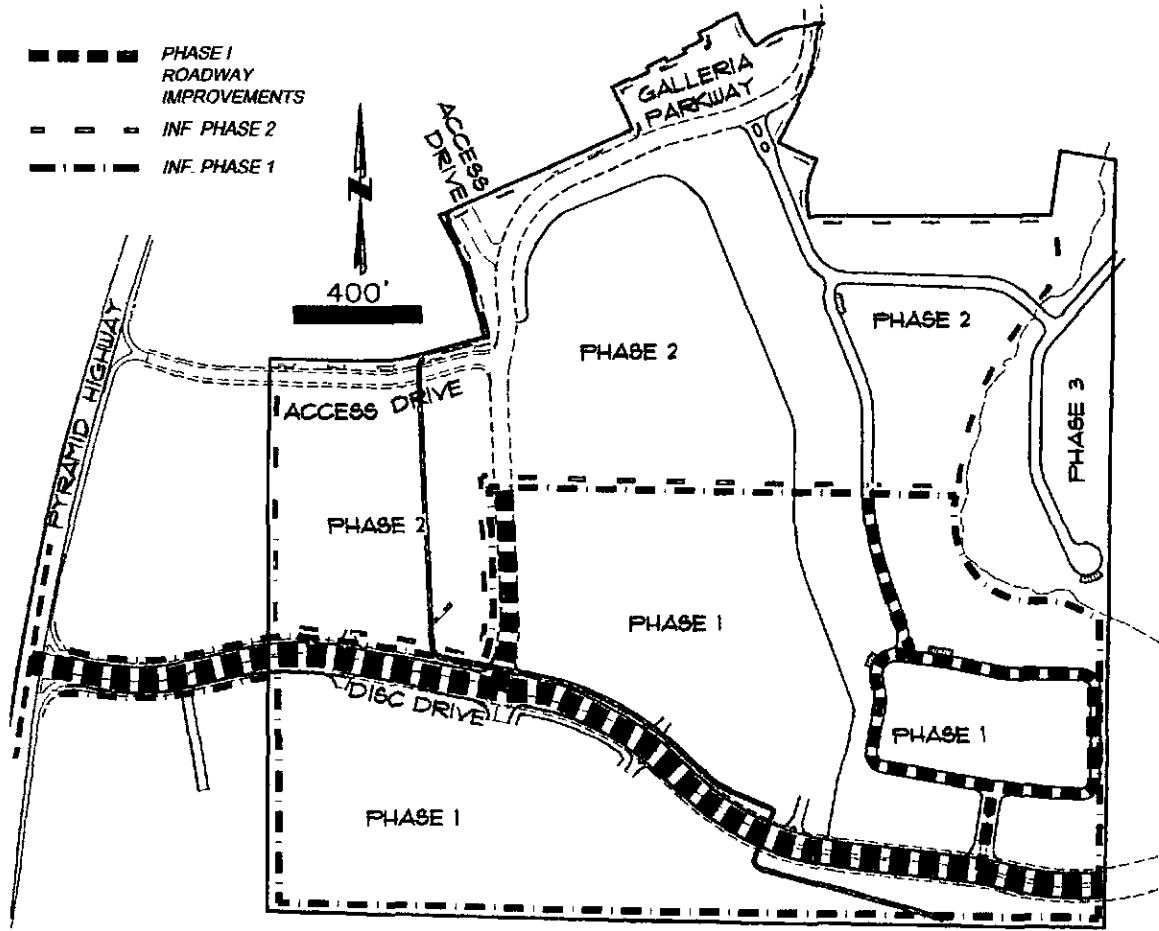 PHASE 1
ROADWAY
IMPROVEMENTS
INF. PHASE 2
INF. PHASE 1
N
400'
ACCESS
DRIVE
GALLERIA
PARKWAY
PYRAMID HIGHWAY
ACCESS DRIVE
PHASE 2
PHASE 2
PHASE 3
PHASE 2
PHASE 1
DISC DRIVE
PHASE 1
PHASE 1